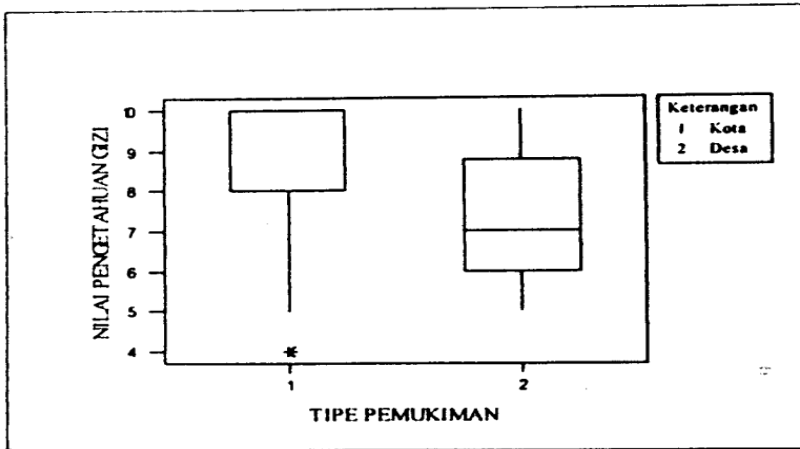 NILAI PENGETAHUAN GIZI
10
9
8
7
6
5
4
1
2
TIPE PEMUKIMAN
Keterangan
1 Kota
2 Desa